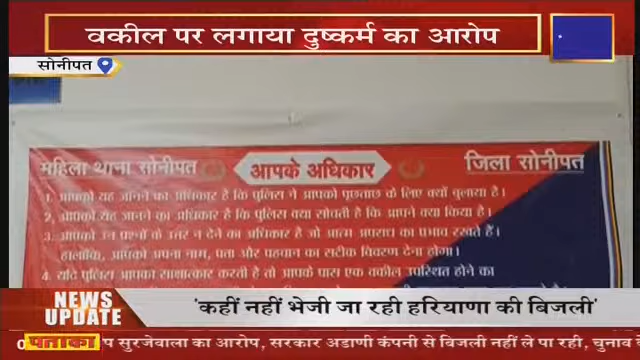 वकील पर लगाया दुष्कर्म का आरोप
सोनीपत
महिला थाना सोनीपत
आपके अधिकार
जिला सोनीपत
1. आपको यह जानने का अधिकार है कि पुलिस ने आपको पूछताछ के लिए क्यों बुलाया है।
2. आपको यह जानने का अधिकार है कि पुलिस क्या सोचती है कि आपने क्या किया है।
3. आपको उन प्रश्नों के उत्तर न देने का अधिकार है जो आत्म अपराध का प्रभाव रखते हैं।
हालांकि, आपको अपना नाम, पता और पहचान का सटीक विवरण देना होगा।
4. यदि पुलिस आपका साक्षात्कार करती है तो आपके पास एक वकील उपस्थित होने का
NEWS UPDATE
'कहीं नहीं भेजी जा रही हरियाणा की बिजली'
पताका
प सुरजेवाला का आरोप, सरकार अडाणी कंपनी से बिजली नहीं ले पा रही, चुनाव